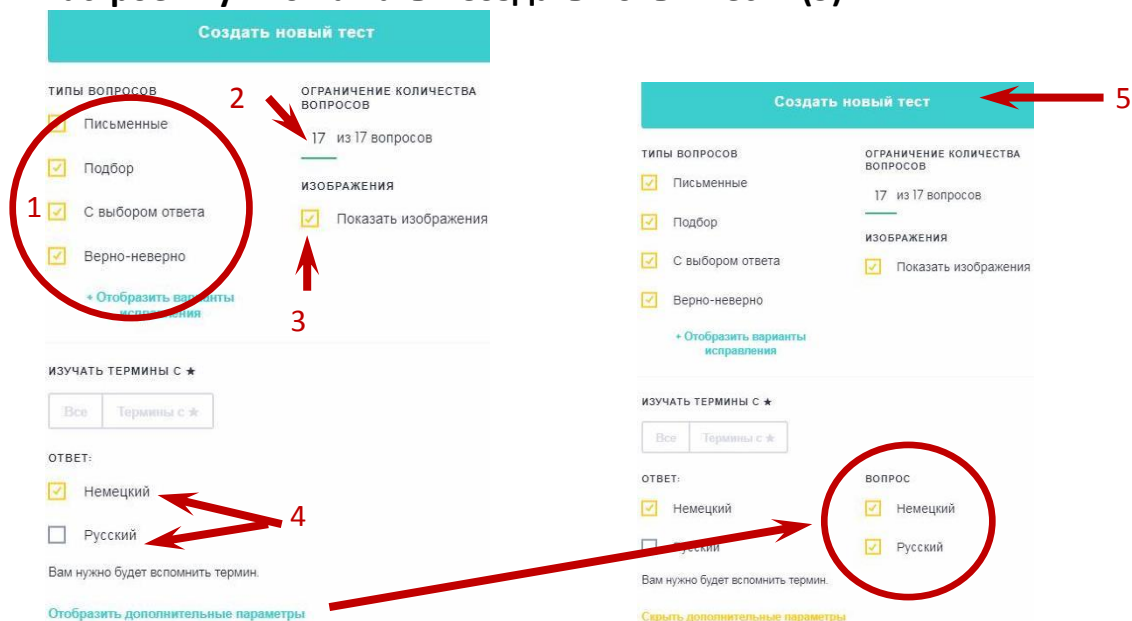 Создать новый тест
ТИПЫ ВОПРОСОВ
Письменные
Подбор
1
С выбором ответа
Верно-неверно
+ Отобразить варианты
исправления
2
ОГРАНИЧЕНИЕ КОЛИЧЕСТВА
ВОПРОСОВ
17 из 17 вопросов
ИЗОБРАЖЕНИЯ
Показать изображения
3
ИЗУЧАТЬ ТЕРМИНЫ С ★
Все Термины с ★
ОТВЕТ:
Немецкий
Русский
4
Вам нужно будет вспомнить термин.
Отобразить дополнительные параметры
Создать новый тест
5
ТИПЫ ВОПРОСОВ
Письменные
Подбор
С выбором ответа
Верно-неверно
+ Отобразить варианты
исправления
ОГРАНИЧЕНИЕ КОЛИЧЕСТВА
ВОПРОСОВ
17 из 17 вопросов
ИЗОБРАЖЕНИЯ
Показать изображения
ИЗУЧАТЬ ТЕРМИНЫ С ★
Все Термины с ★
ОТВЕТ:
Немецкий
Русский
ВОПРОС
Немецкий
Русский
Вам нужно будет вспомнить термин.
Скрыть дополнительные параметры